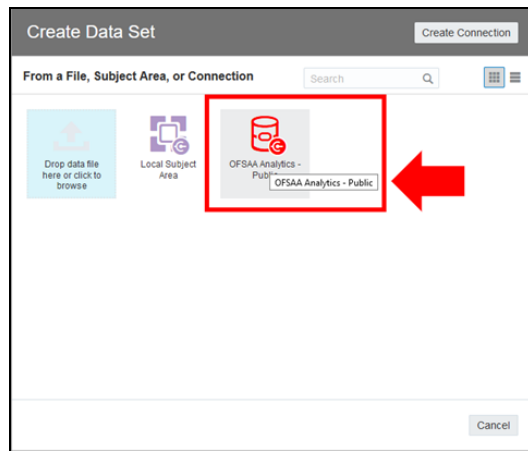 Create Data Set
Create Connection
From a File, Subject Area, or Connection
Search
Drop data file
here or click to
browse
Local Subject
Area
OFSAA Analytics -
Public
OFSAA Analytics - Public
Cancel